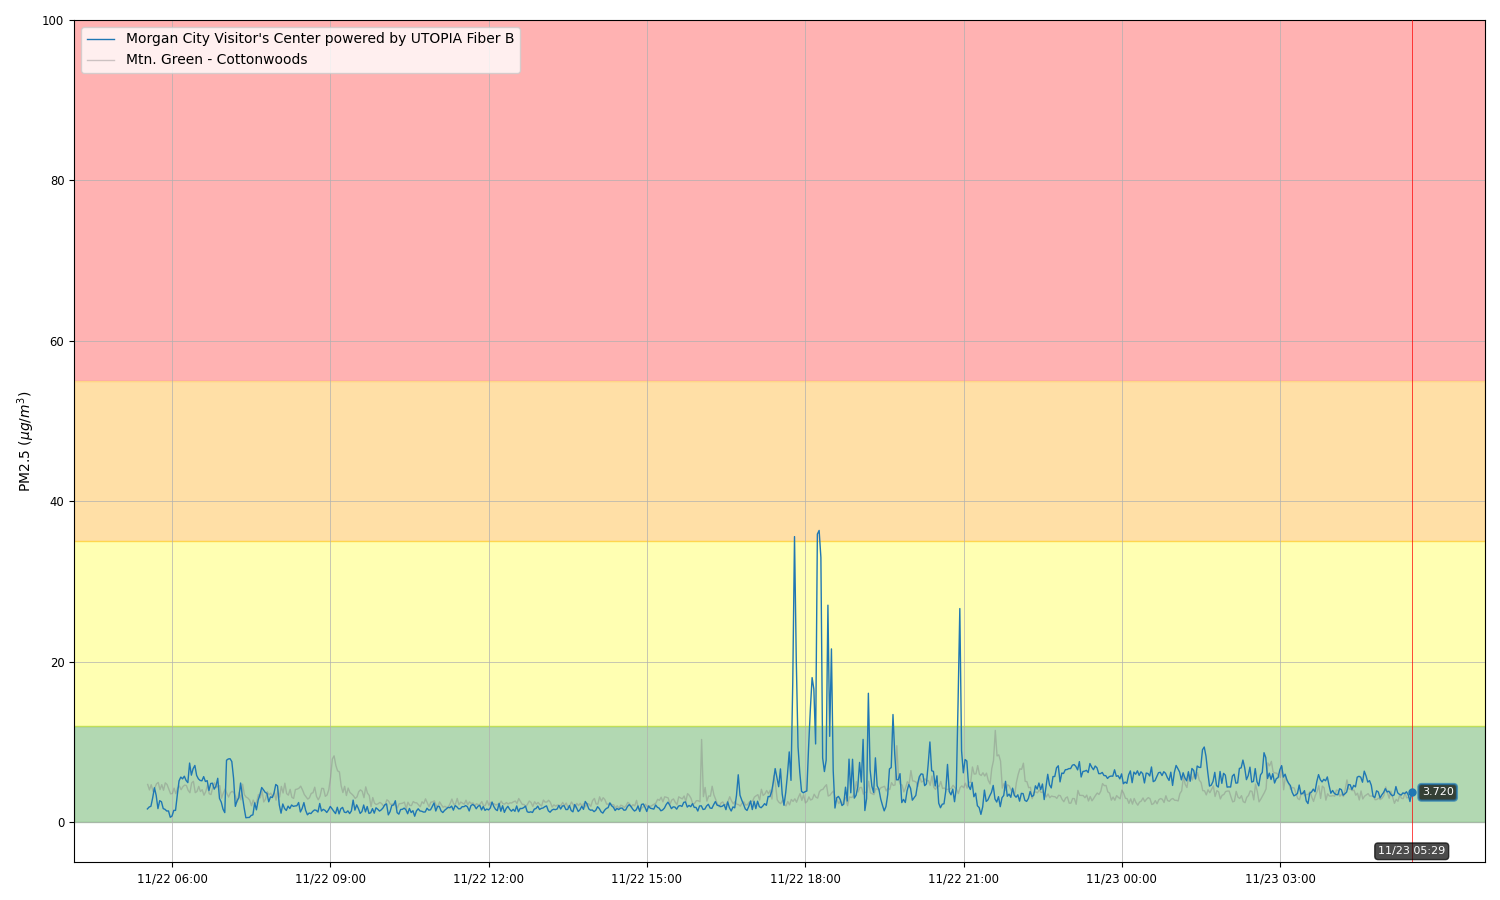 100
Morgan City Visitor's Center powered by UTOPIA Fiber B
Mtn. Green - Cottonwoods
80
60
40
20
0
PM2.5 (μg/m³)
3.720
11/23 05:29
11/22 06:00 11/22 09:00 11/22 12:00 11/22 15:00 11/22 18:00 11/22 21:00 11/23 00:00 11/23 03:00